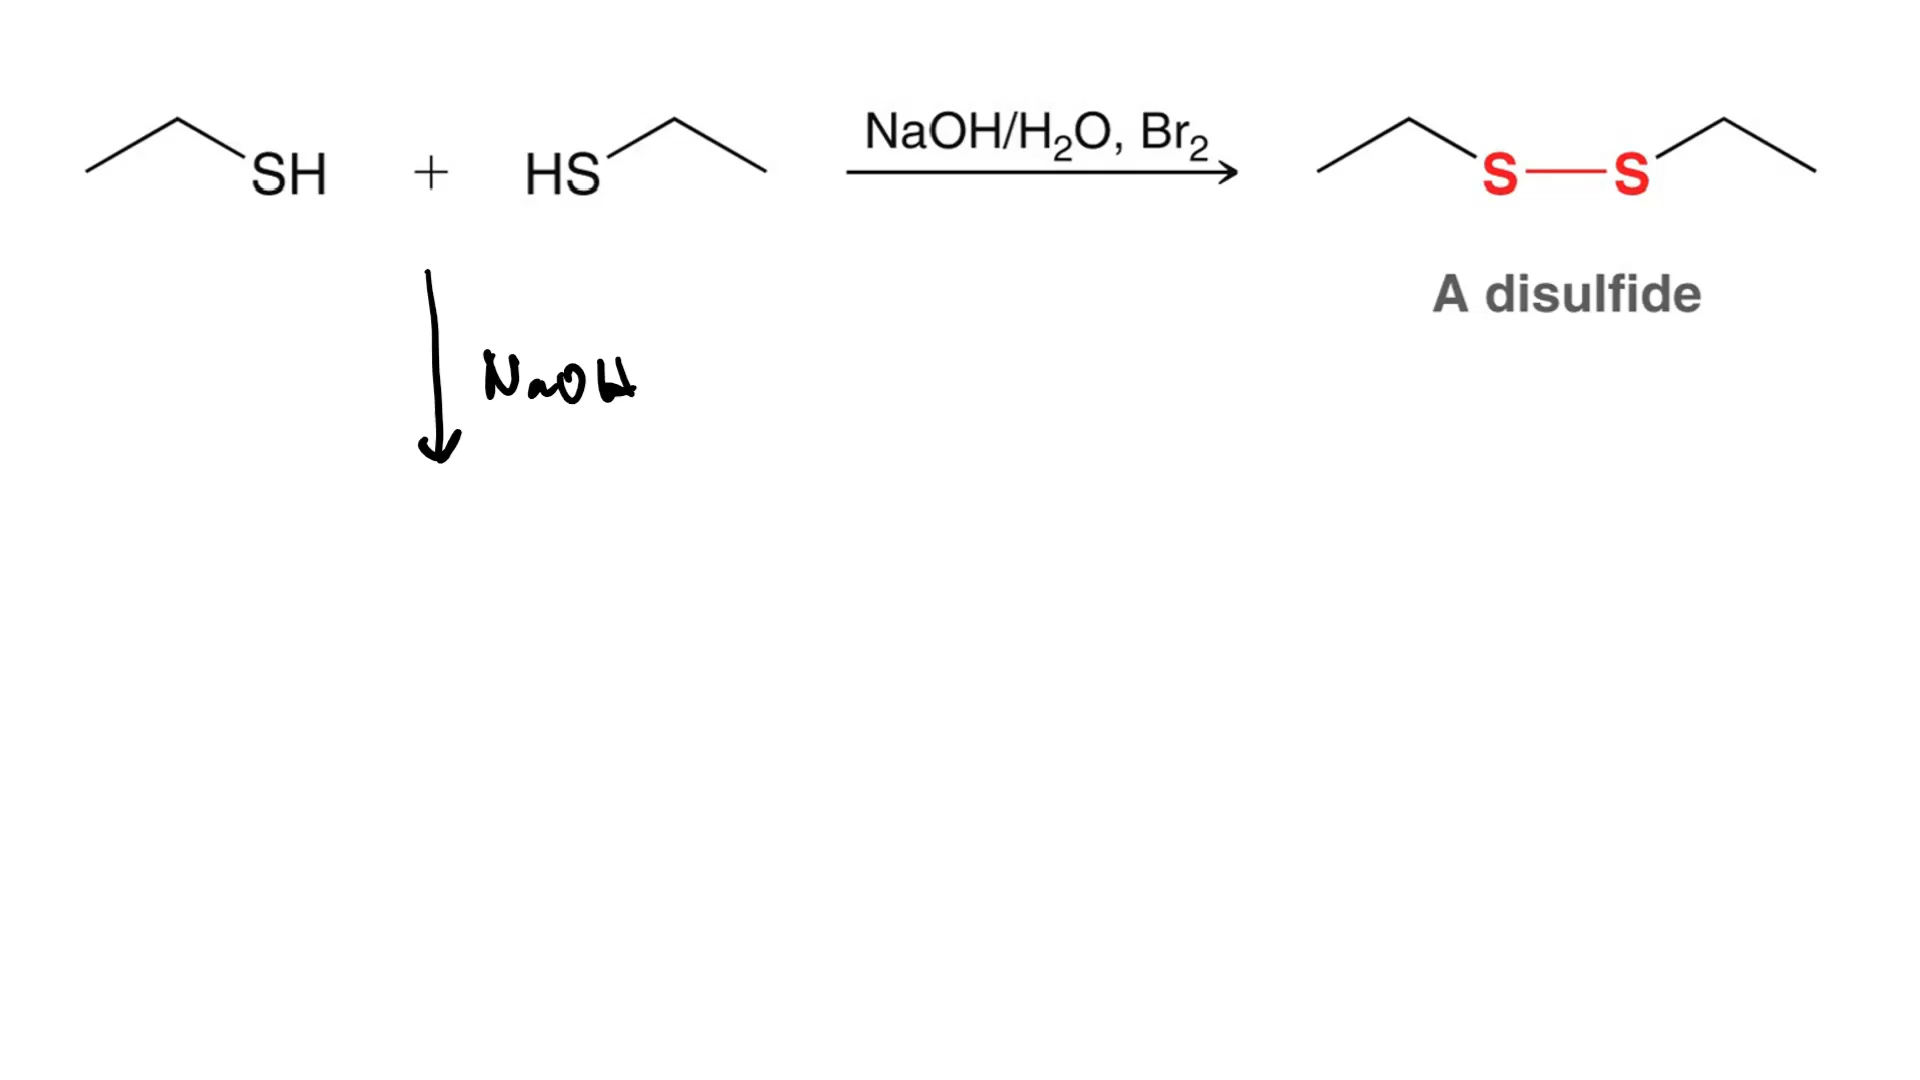 NaOH/H₂O, Br₂
SH + HS S S
A disulfide
NaOH